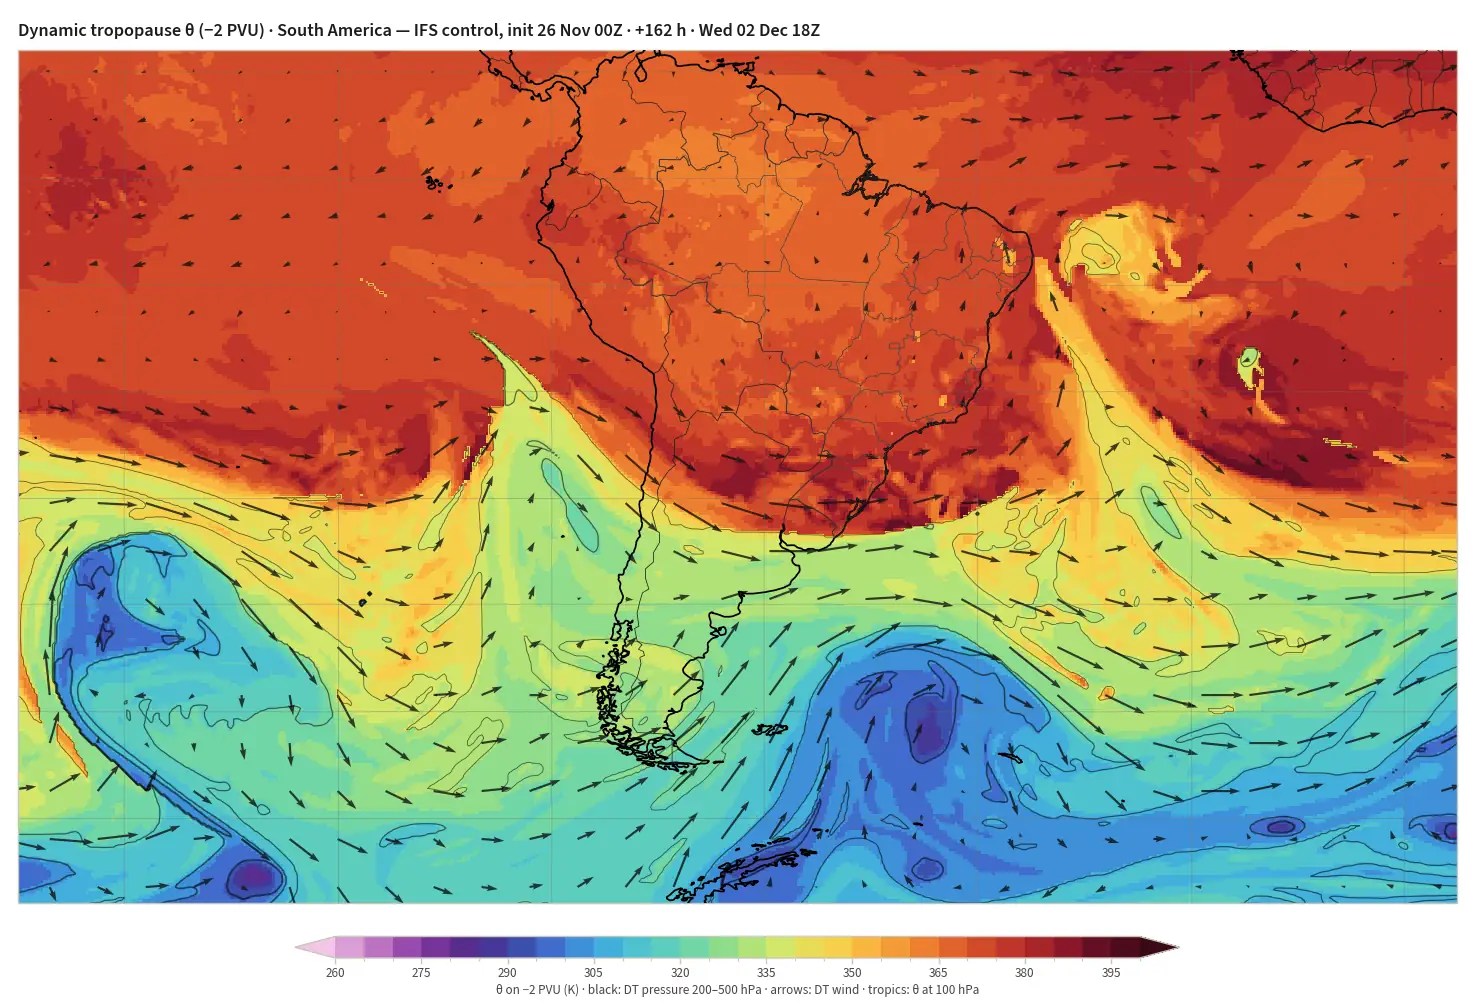 Dynamic tropopause θ (−2 PVU) · South America — IFS control, init 26 Nov 00Z · +162 h · Wed 02 Dec 18Z
260 275 290 305 320 335 350 365 380 395
θ on −2 PVU (K) · black: DT pressure 200–500 hPa · arrows: DT wind · tropics: θ at 100 hPa